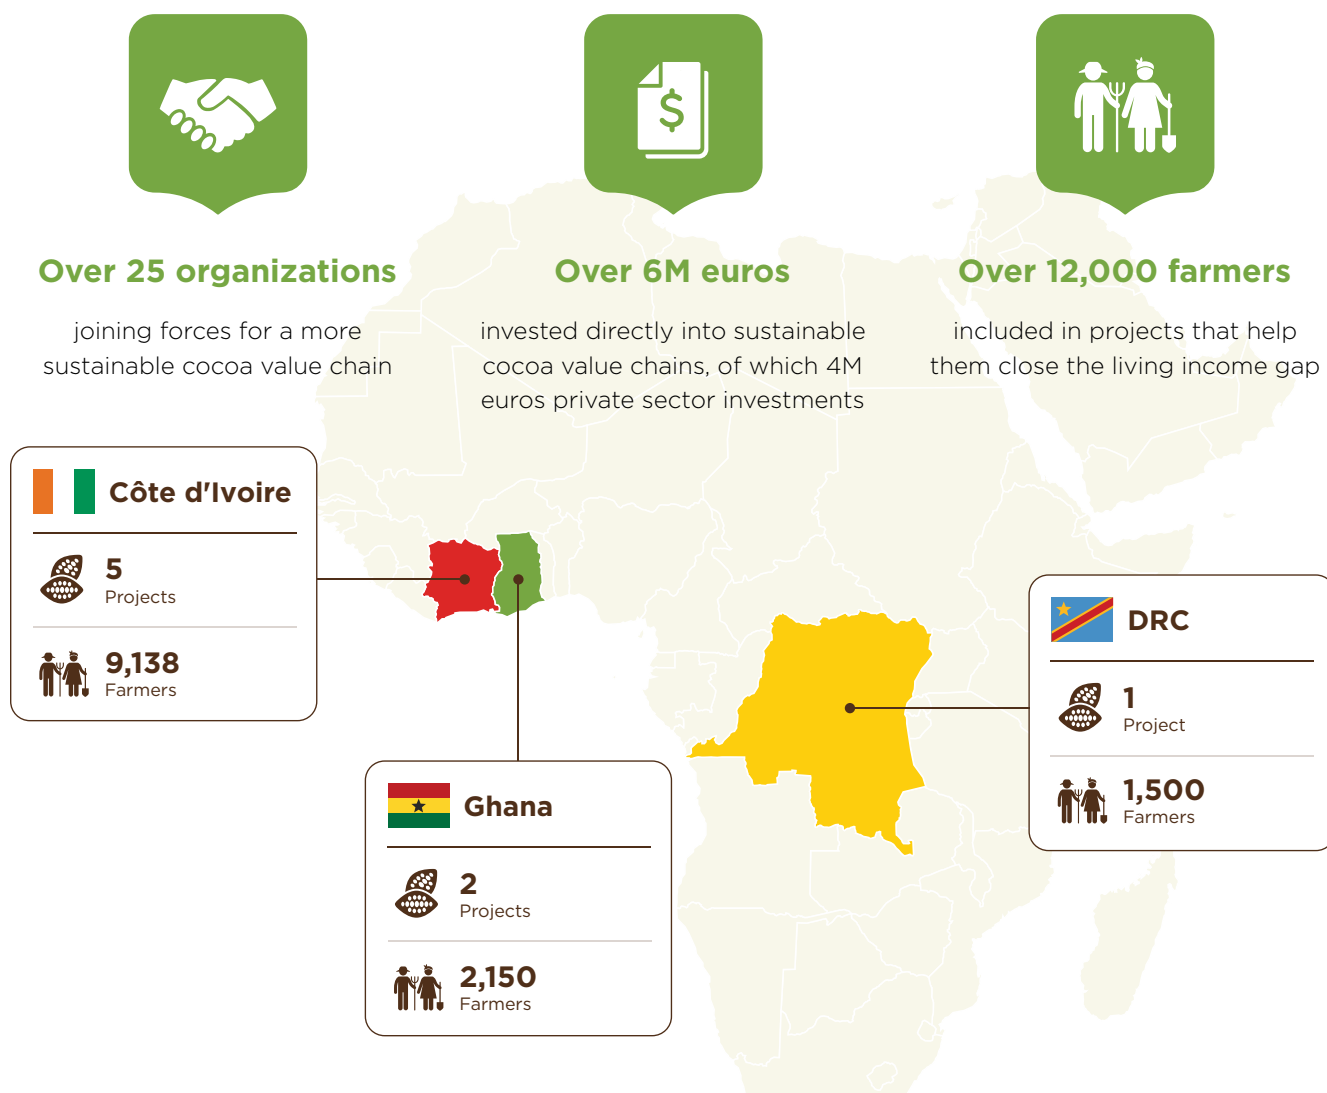 Over 25 organizations
joining forces for a more
sustainable cocoa value chain
Over 6M euros
invested directly into sustainable
cocoa value chains, of which 4M
euros private sector investments
Over 12,000 farmers
included in projects that help
them close the living income gap
Côte d'Ivoire
5
Projects
9,138
Farmers
Ghana
2
Projects
2,150
Farmers
DRC
1
Project
1,500
Farmers